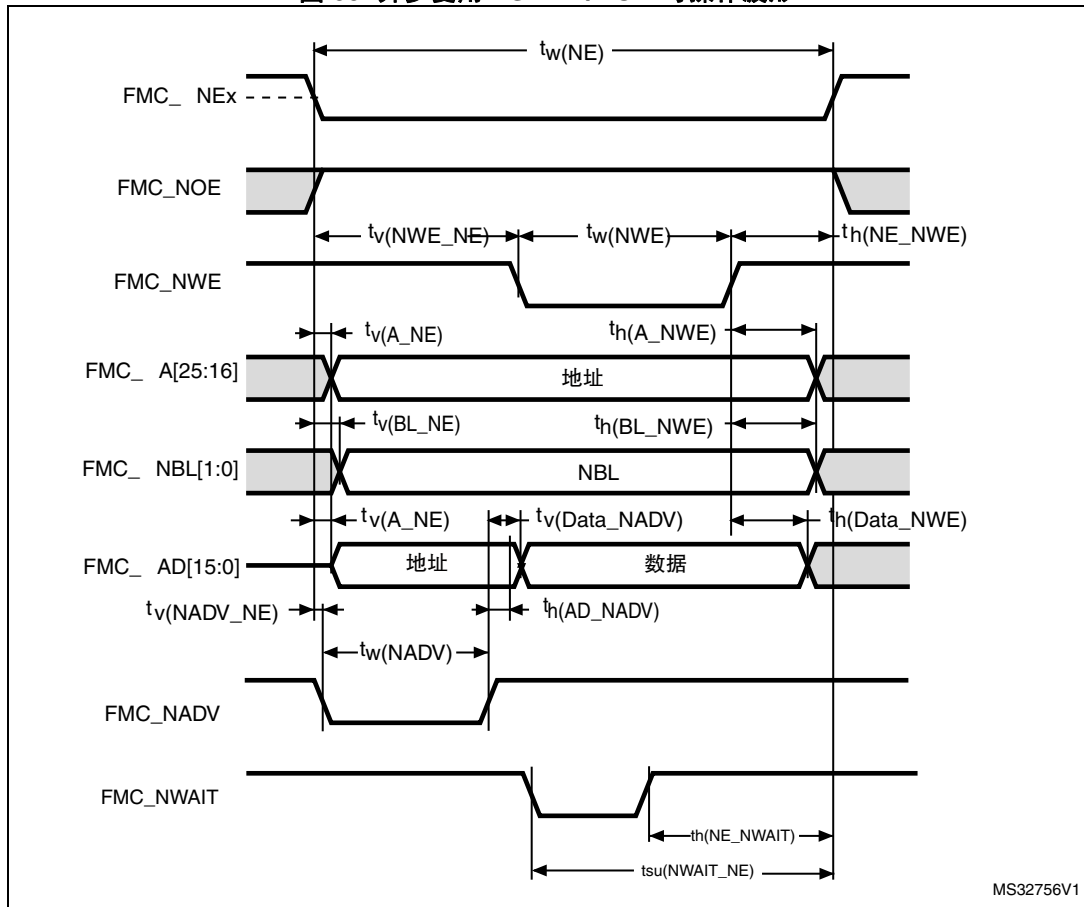 tw(NE)
FMC_ NEx
FMC_NOE
tv(NWE_NE)
tw(NWE)
th(NE_NWE)
FMC_NWE
tv(A_NE)
th(A_NWE)
FMC_ A[25:16]
地址
tv(BL_NE)
th(BL_NWE)
FMC_ NBL[1:0]
NBL
tv(A_NE)
tv(Data_NADV)
th(Data_NWE)
FMC_ AD[15:0]
地址
数据
tv(NADV_NE)
th(AD_NADV)
tw(NADV)
FMC_NADV
FMC_NWAIT
th(NE_NWAIT)
tsu(NWAIT_NE)
MS32756V1